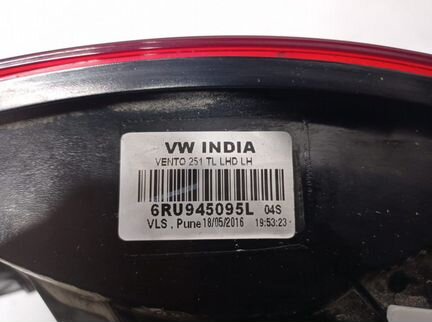 VW INDIA
VENTO 251 TL LHD LH
6RU945095L 04S
VLS , Pune 18/05/2016 19:53:23